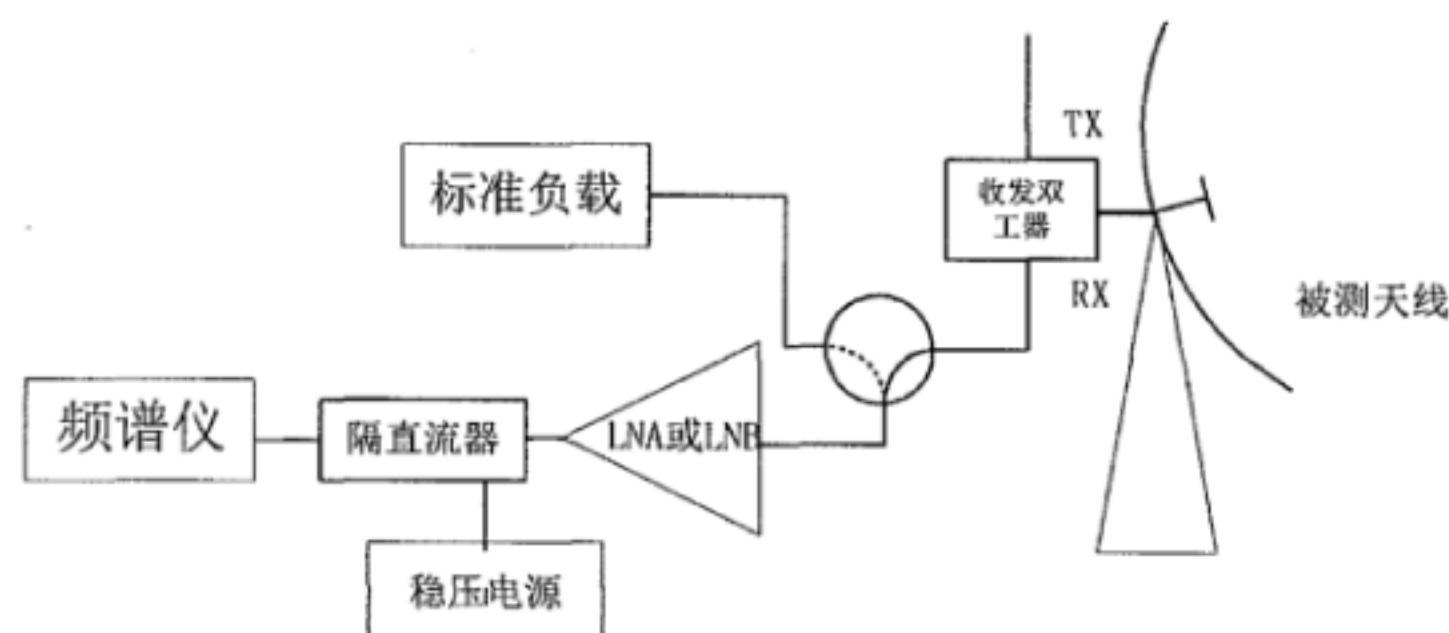 TX
标准负载
收发双
工器
RX
被测天线
频谱仪
隔直流器
LNA或LNB
稳压电源